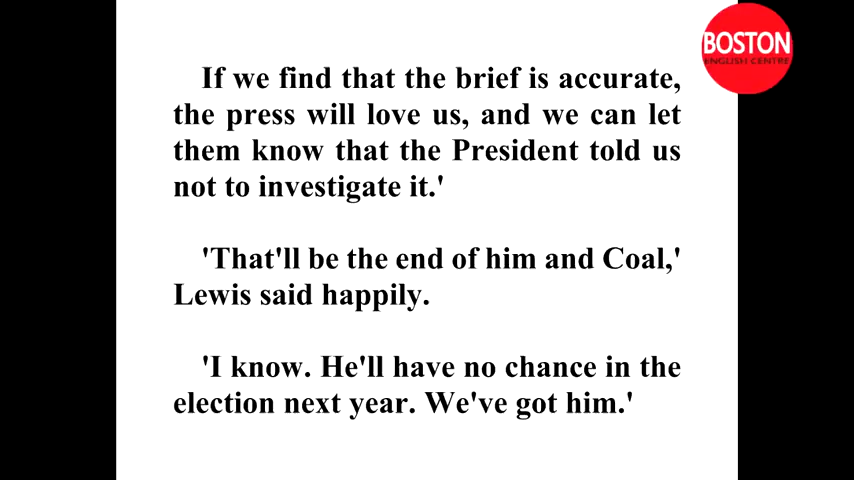 BOSTON
ENGLISH CENTRE
If we find that the brief is accurate,
the press will love us, and we can let
them know that the President told us
not to investigate it.'
'That'll be the end of him and Coal,'
Lewis said happily.
'I know. He'll have no chance in the
election next year. We've got him.'